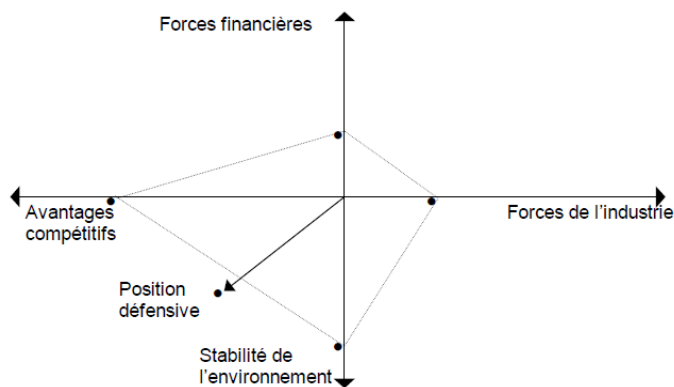 Forces financières
Avantages
compétitifs
Forces de l’industrie
Position
défensive
Stabilité de
l’environnement